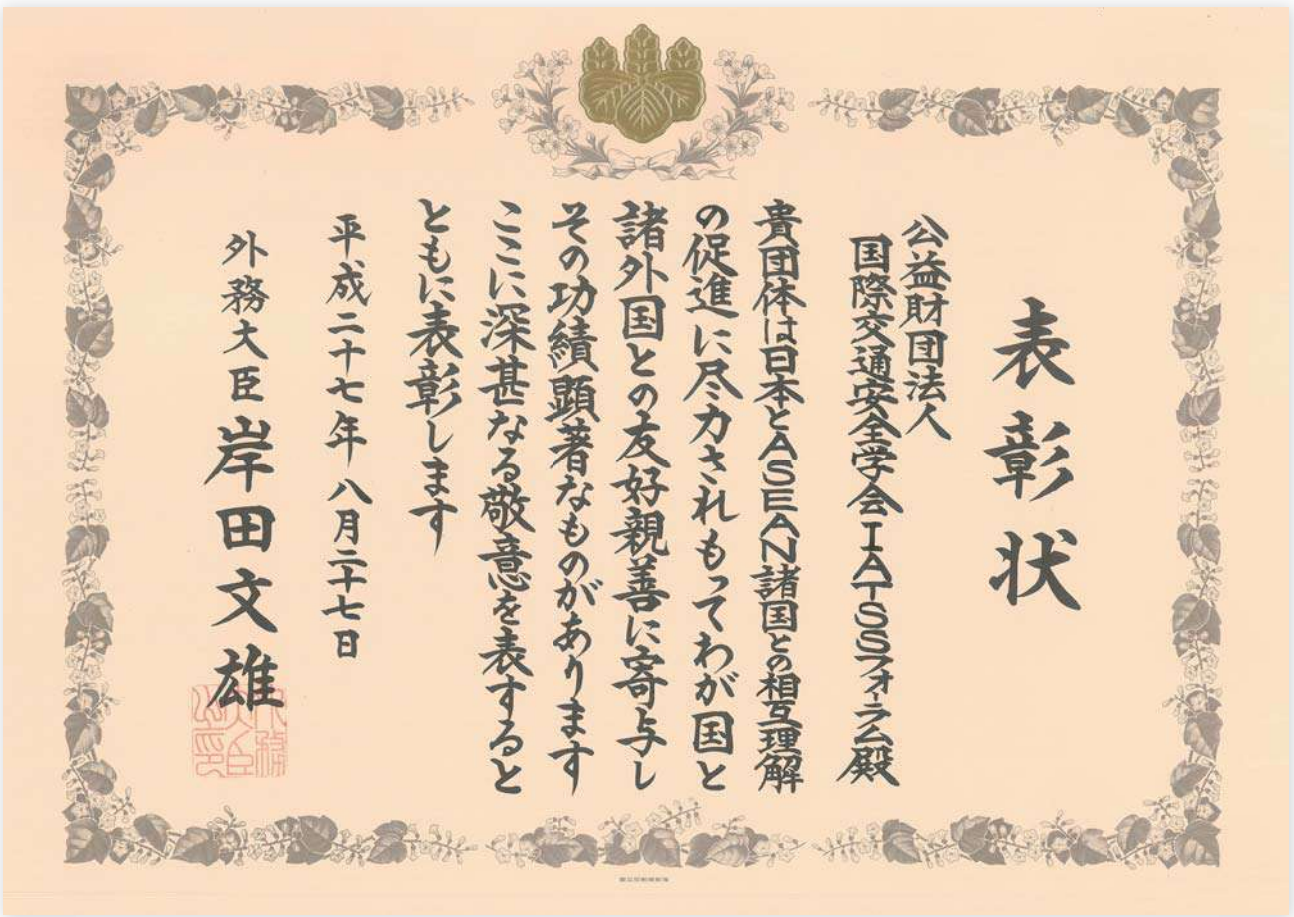 表彰状
公益財団法人
国際交通安全学会IATSSフォーラム殿
貴団体は日本とASEAN諸国との相互理解
の促進に尽力されもってわが国と
諸外国との友好親善に寄与し
その功績顕著なものがあります
ここに深甚なる敬意を表すると
ともに表彰します
平成二十七年八月二十七日
外務大臣 岸田文雄
外務大臣之印